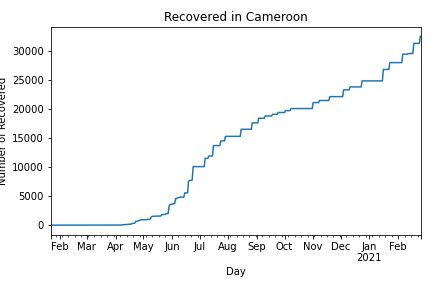 Recovered in Cameroon
Number of Recovered
30000
25000
20000
15000
10000
5000
0
Feb Mar Apr May Jun Jul Aug Sep Oct Nov Dec Jan Feb
2021
Day